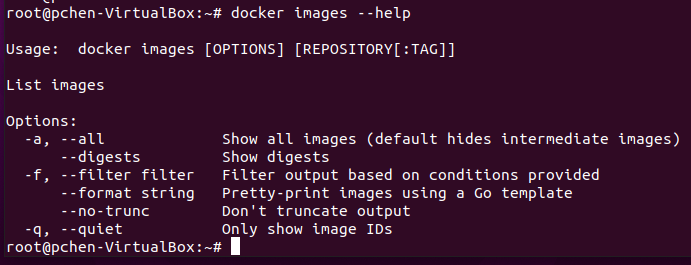 root@pchen-VirtualBox:~# docker images --help

Usage:  docker images [OPTIONS] [REPOSITORY[:TAG]]

List images

Options:
  -a, --all             Show all images (default hides intermediate images)
      --digests         Show digests
  -f, --filter filter   Filter output based on conditions provided
      --format string   Pretty-print images using a Go template
      --no-trunc        Don't truncate output
  -q, --quiet           Only show image IDs
root@pchen-VirtualBox:~#